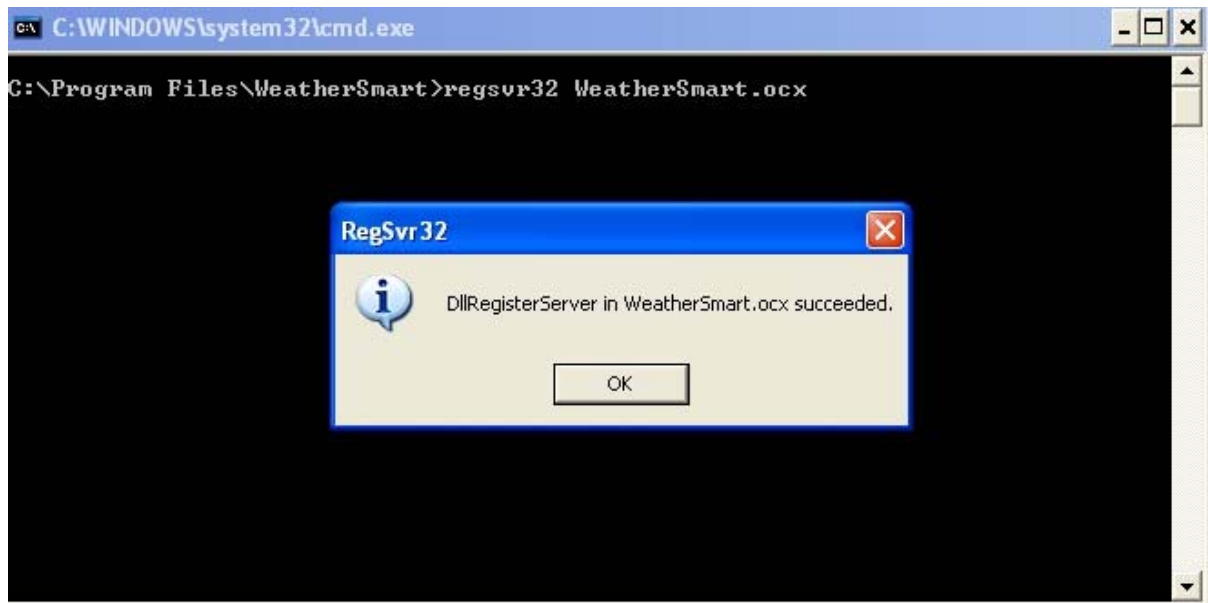 C:\WINDOWS\system32\cmd.exe
C:\Program Files\WeatherSmart>regsvr32 WeatherSmart.ocx
RegSvr32
DllRegisterServer in WeatherSmart.ocx succeeded.
OK